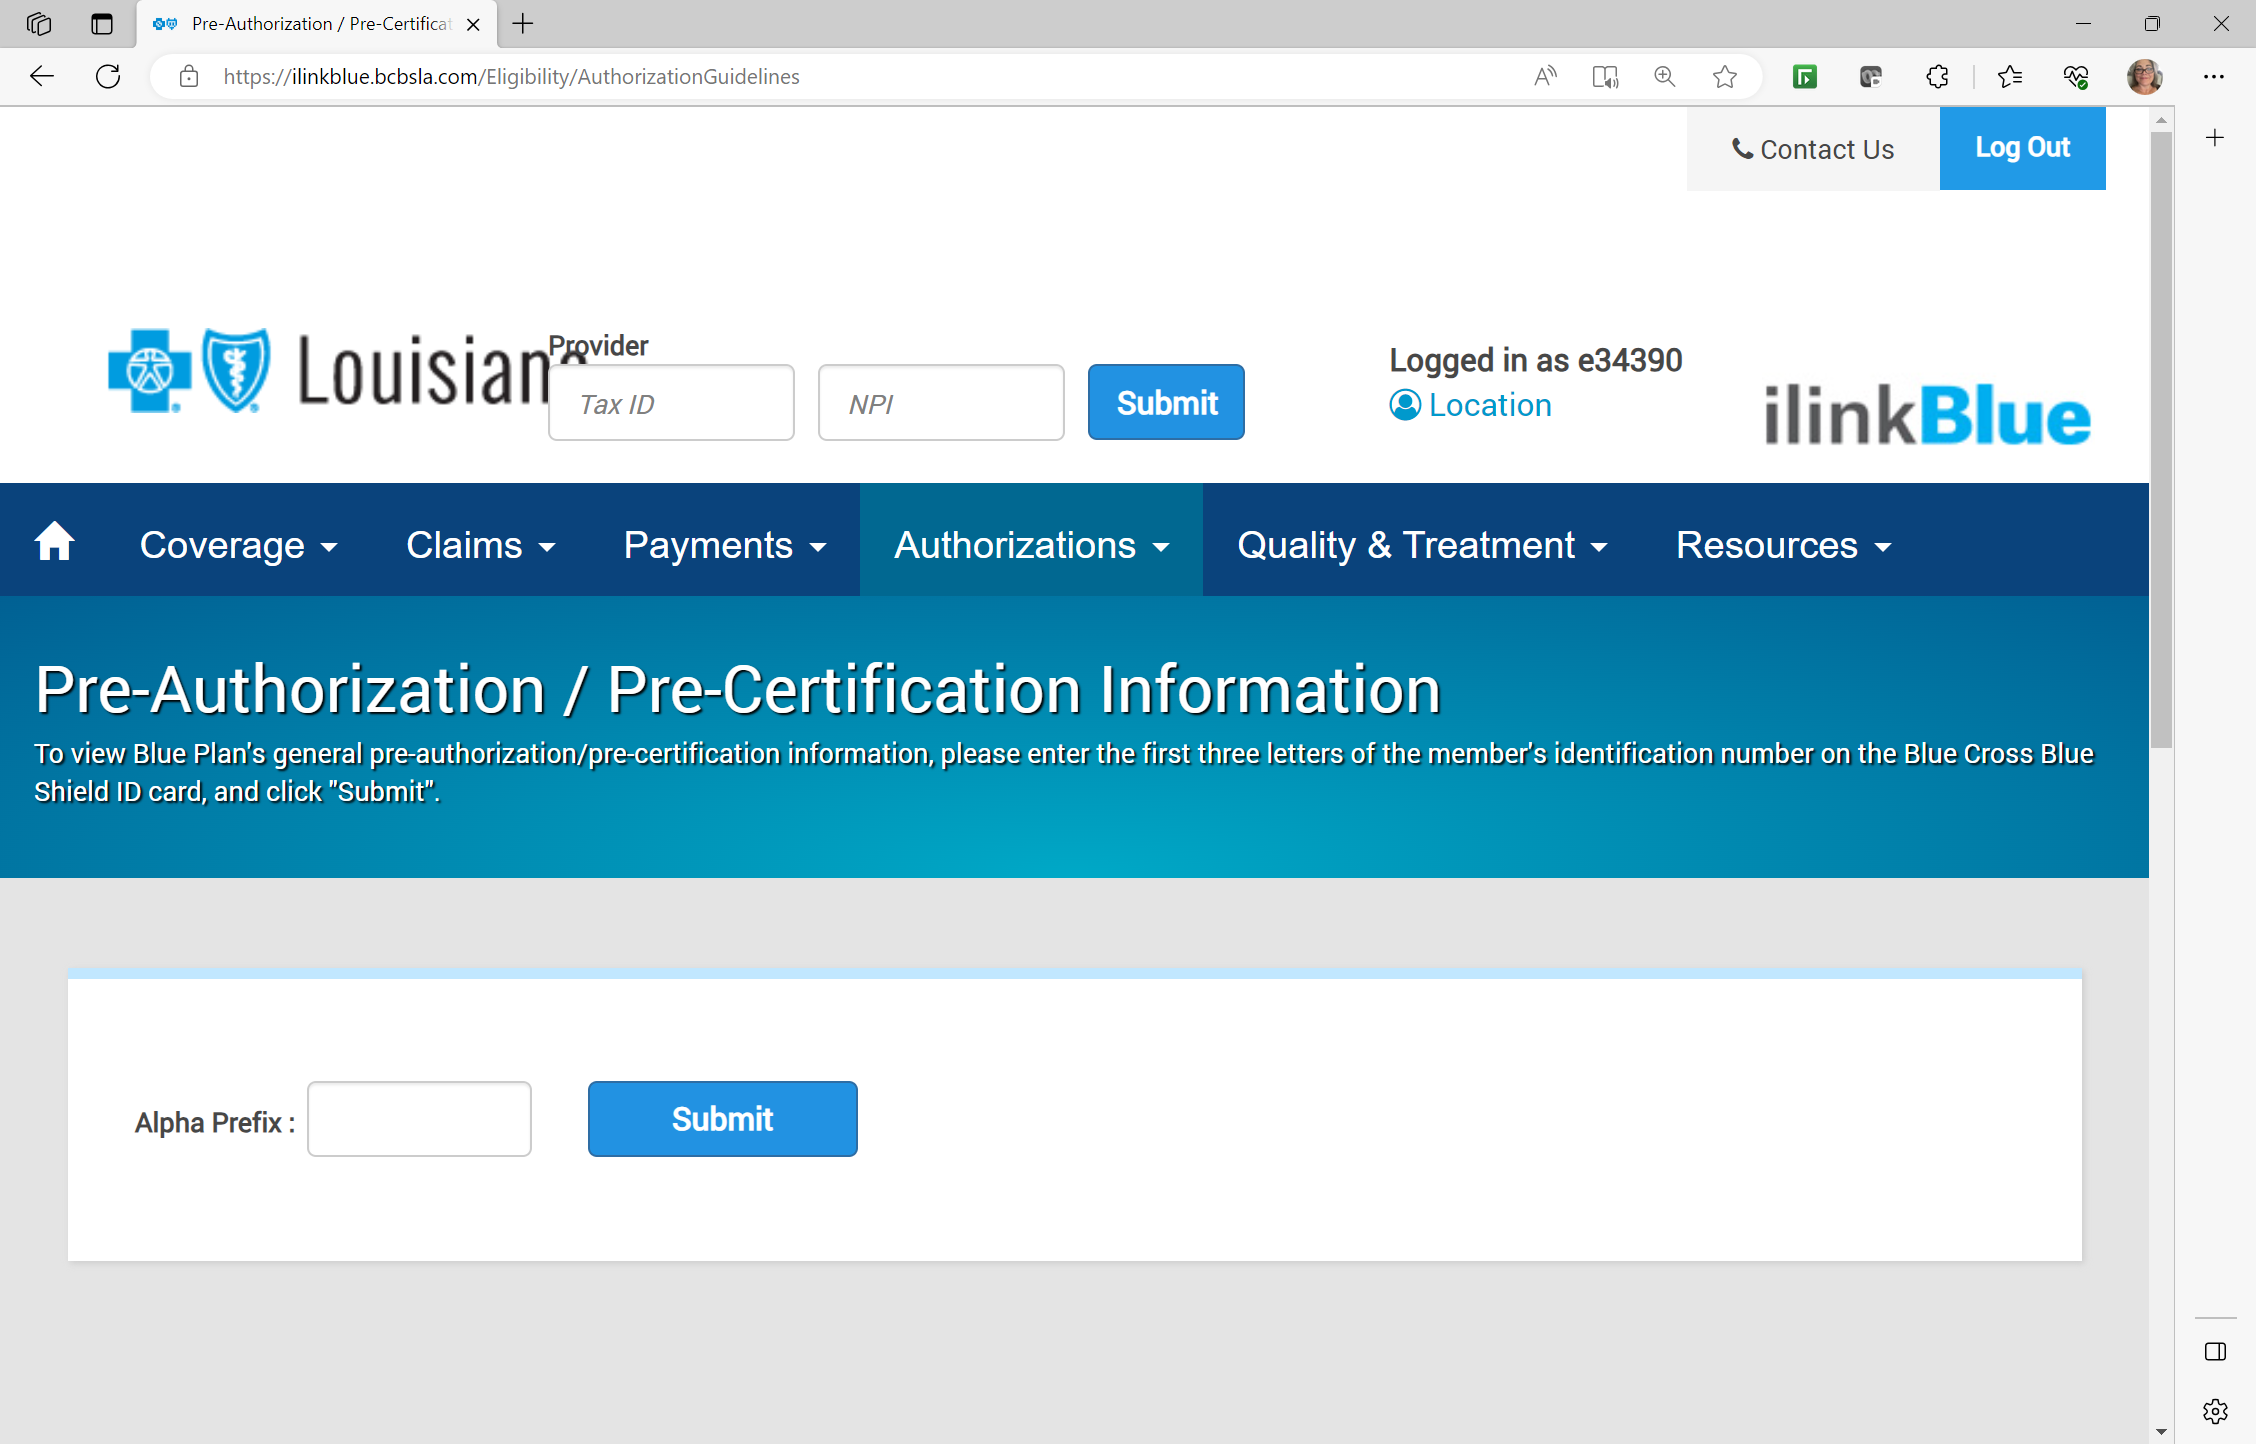 Pre-Authorization / Pre-Certificat
https://ilinkblue.bcbsla.com/Eligibility/AuthorizationGuidelines
Contact Us
Log Out
Louisiana
Provider
Tax ID
NPI
Submit
Logged in as e34390
Location
ilinkBlue
Coverage
Claims
Payments
Authorizations
Quality & Treatment
Resources
Pre-Authorization / Pre-Certification Information
To view Blue Plan's general pre-authorization/pre-certification information, please enter the first three letters of the member's identification number on the Blue Cross Blue
Shield ID card, and click "Submit".
Alpha Prefix :
Submit